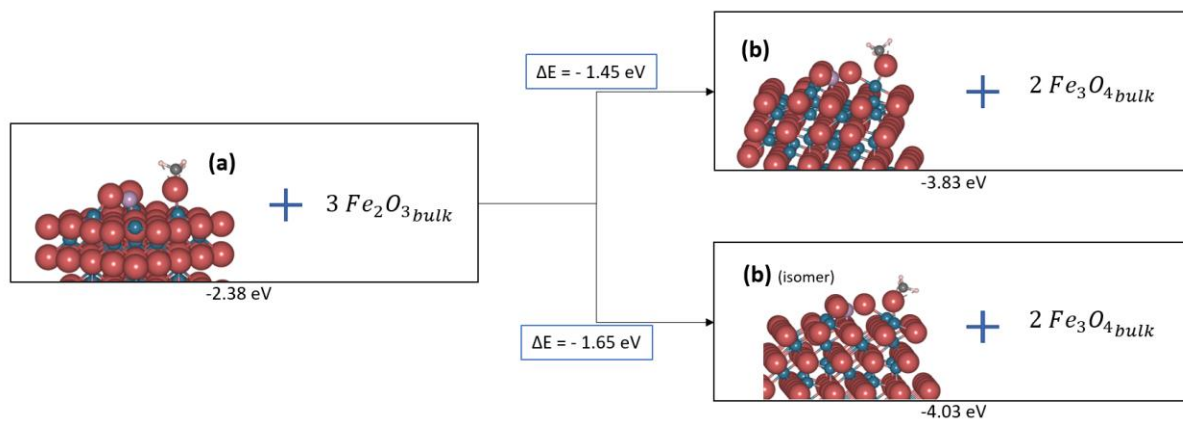 (a)
+ 3 Fe₂O₃bulk
-2.38 eV
ΔE = - 1.45 eV
(b)
+ 2 Fe₃O₄bulk
-3.83 eV
ΔE = - 1.65 eV
(b) (isomer)
+ 2 Fe₃O₄bulk
-4.03 eV